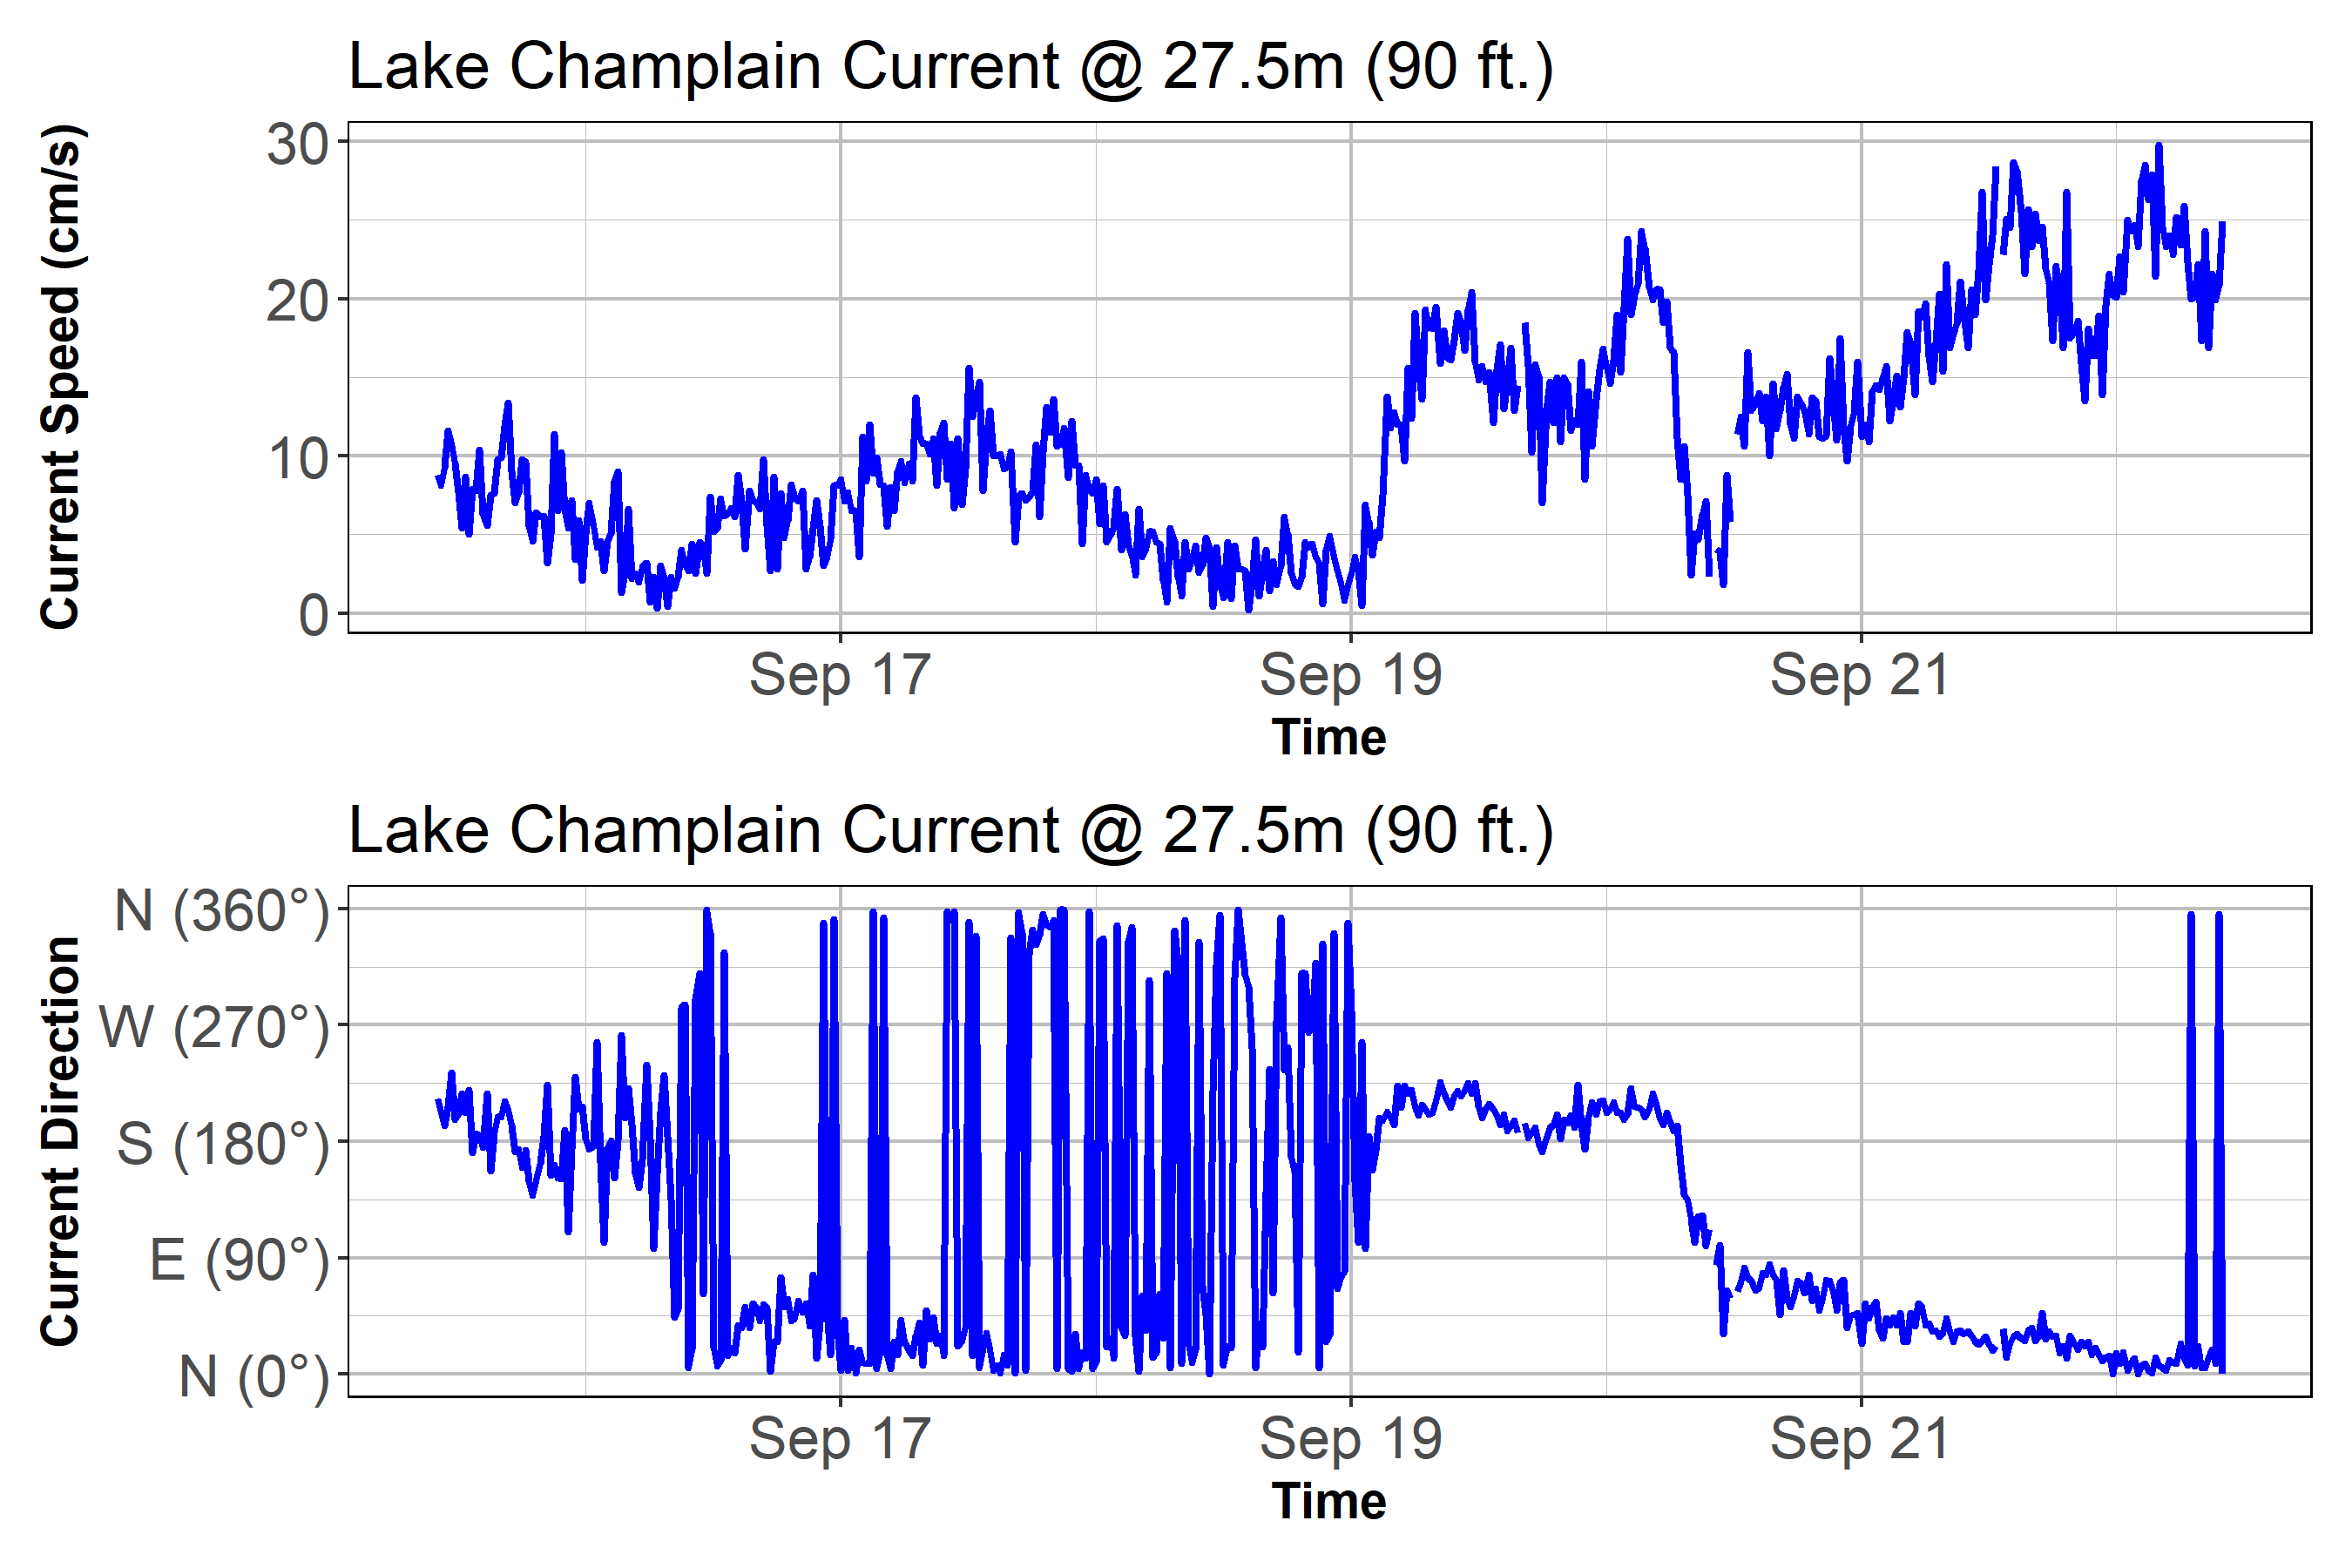 Lake Champlain Current @ 27.5m (90 ft.)
Current Speed (cm/s)
30
20
10
0
Sep 17
Sep 19
Sep 21
Time
Lake Champlain Current @ 27.5m (90 ft.)
Current Direction
N (360°)
W (270°)
S (180°)
E (90°)
N (0°)
Sep 17
Sep 19
Sep 21
Time